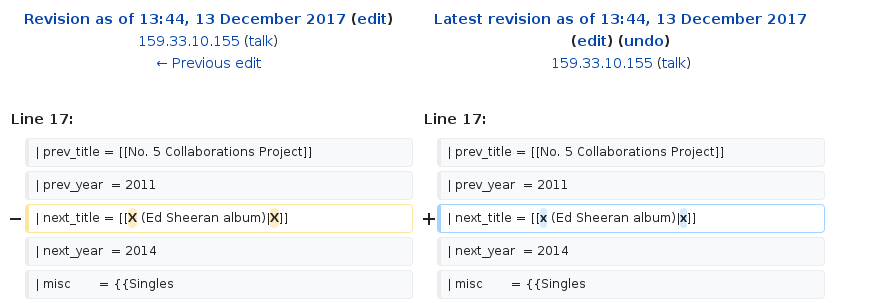 Revision as of 13:44, 13 December 2017 (edit)
159.33.10.155 (talk)
← Previous edit
Latest revision as of 13:44, 13 December 2017
(edit) (undo)
159.33.10.155 (talk)
Line 17:
Line 17:
| prev_title = [[No. 5 Collaborations Project]]
| prev_title = [[No. 5 Collaborations Project]]
| prev_year  = 2011
| prev_year  = 2011
− | next_title = [[X (Ed Sheeran album)|X]]
+ | next_title = [[x (Ed Sheeran album)|x]]
| next_year  = 2014
| next_year  = 2014
| misc       = {{Singles
| misc       = {{Singles